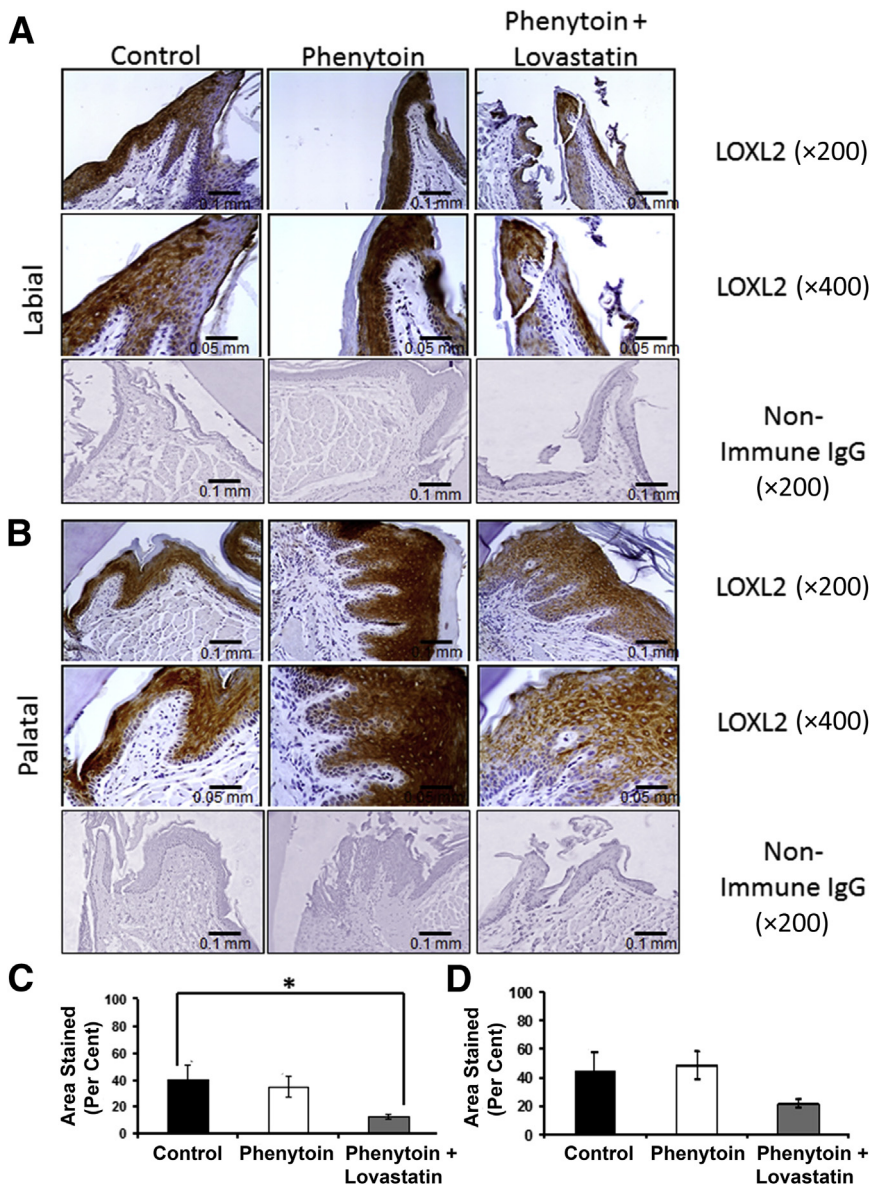 A
Control
Phenytoin
Phenytoin +
Lovastatin
Labial
0.1 mm
0.1 mm
0.1 mm
LOXL2 (×200)
0.05 mm
0.05 mm
0.05 mm
LOXL2 (×400)
0.1 mm
0.1 mm
0.1 mm
Non-
Immune IgG
(×200)
B
Palatal
0.1 mm
0.1 mm
0.1 mm
LOXL2 (×200)
0.05 mm
0.05 mm
0.05 mm
LOXL2 (×400)
0.1 mm
0.1 mm
0.1 mm
Non-
Immune IgG
(×200)
C
Area Stained
(Per Cent)
100
80
60
40
20
0
*
Control
Phenytoin
Phenytoin +
Lovastatin
D
Area Stained
(Per Cent)
100
80
60
40
20
0
Control
Phenytoin
Phenytoin +
Lovastatin